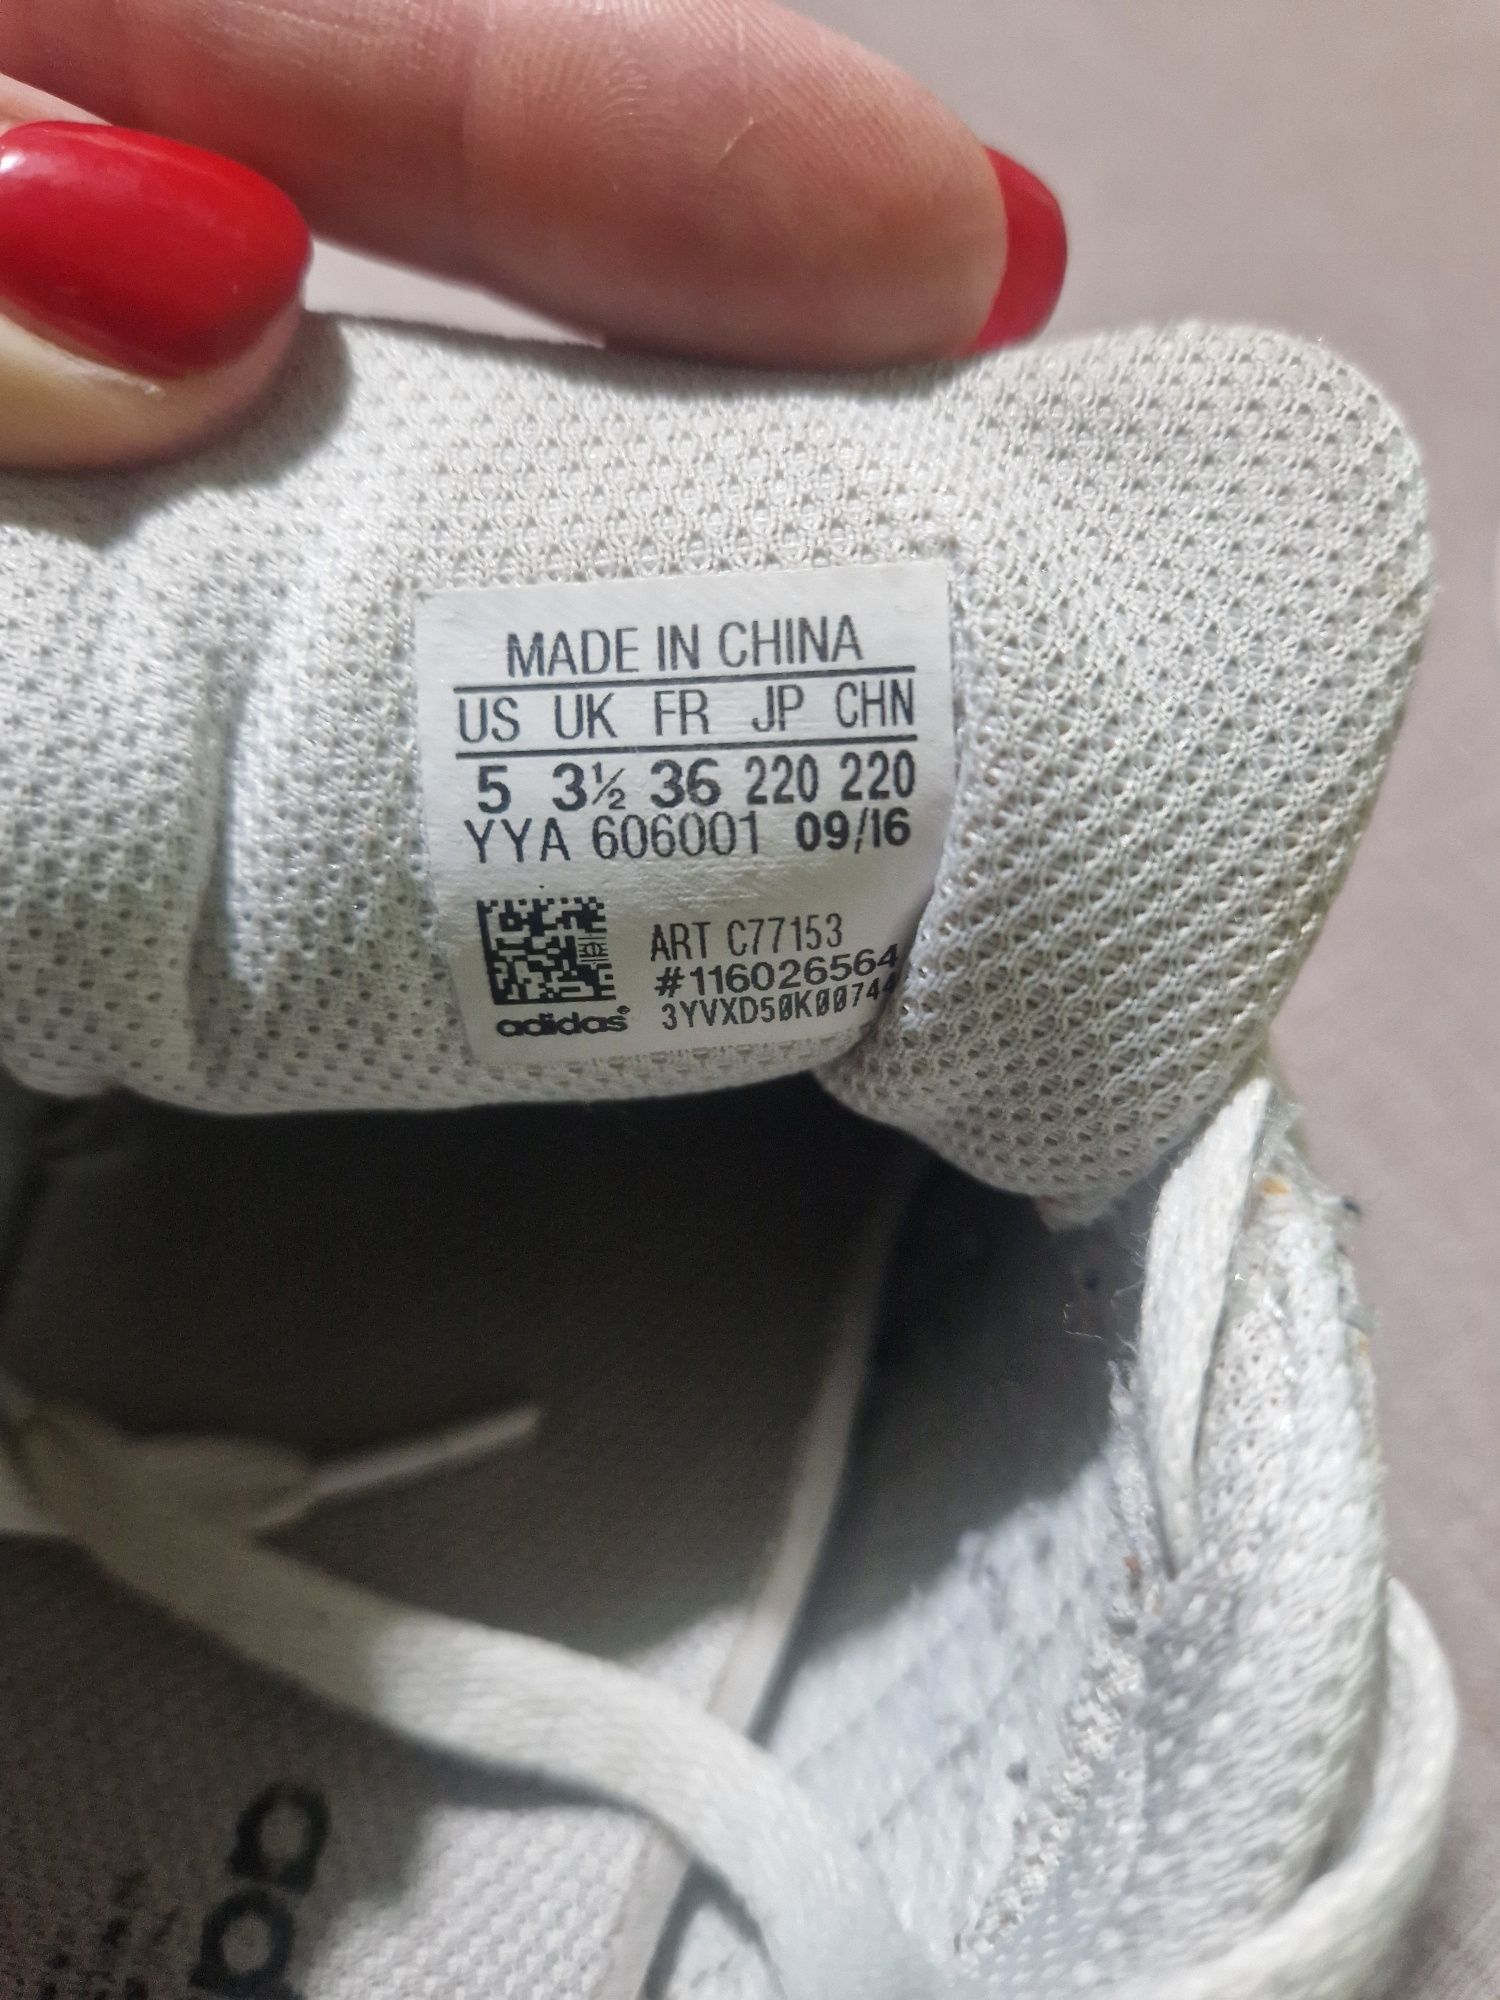 MADE IN CHINA
US UK FR JP CHN
5 3½ 36 220 220
YYA 606001 09/16
ART C77153
#116026564
3YVXD50K00744
adidas